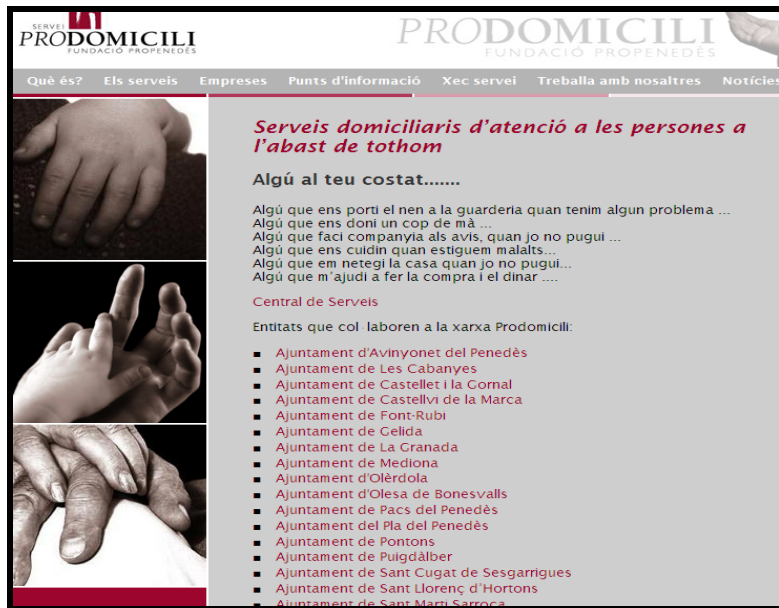 SERVEI
PRODOMICILI
FUNDACIÓ PROPENEDÈS
PRODOMICILI
FUNDACIÓ PROPENEDÈS
Què és? Els serveis Empreses Punts d'informació Xec servei Treballa amb nosaltres Notícies
Serveis domiciliaris d'atenció a les persones a
l'abast de tothom
Algú al teu costat.......
Algú que ens porti el nen a la guarderia quan tenim algun problema ...
Algú que ens doni un cop de mà ...
Algú que faci companyia als avis, quan jo no pugui ...
Algú que ens cuidin quan estiguem malalts...
Algú que em netegi la casa quan jo no pugui...
Algú que m'ajudi a fer la compra i el dinar ....
Central de Serveis
Entitats que col·laboren a la xarxa Prodomicili:
Ajuntament d'Avinyonet del Penedès
Ajuntament de Les Cabanyes
Ajuntament de Castellet i la Gornal
Ajuntament de Castellvi de la Marca
Ajuntament de Font-Rubi
Ajuntament de Gelida
Ajuntament de La Granada
Ajuntament de Mediona
Ajuntament d'Olèrdola
Ajuntament d'Olesa de Bonesvalls
Ajuntament de Pacs del Penedès
Ajuntament del Pla del Penedès
Ajuntament de Pontons
Ajuntament de Puigdàlber
Ajuntament de Sant Cugat de Sesgarrigues
Ajuntament de Sant Llorenç d'Hortons
Ajuntament de Sant Marti Sarroca